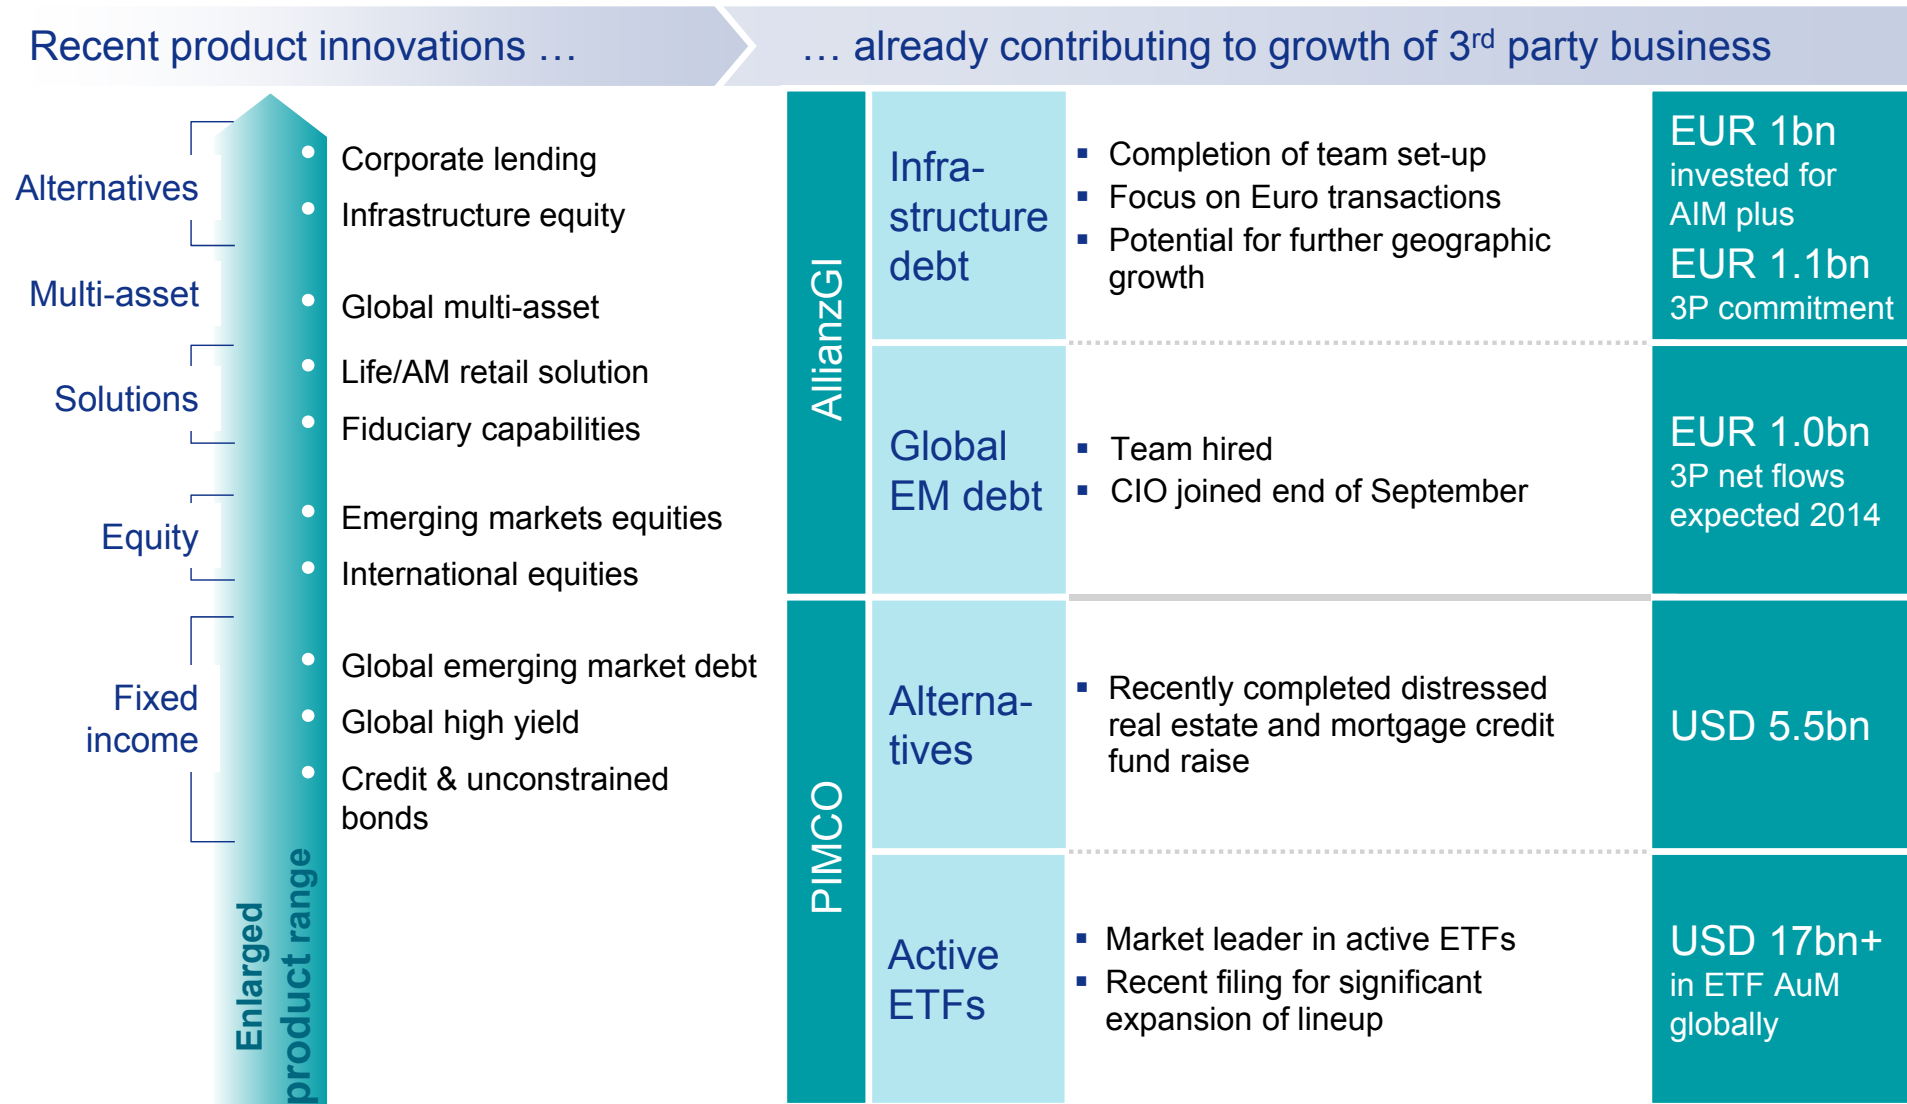 Recent product innovations …
… already contributing to growth of 3rd party business
Alternatives
Corporate lending
Infrastructure equity
Multi-asset
Global multi-asset
Solutions
Life/AM retail solution
Fiduciary capabilities
Equity
Emerging markets equities
International equities
Fixed
income
Global emerging market debt
Global high yield
Credit & unconstrained
bonds
Enlarged
product range
AllianzGI
Infra-
structure
debt
Completion of team set-up
Focus on Euro transactions
Potential for further geographic
growth
EUR 1bn
invested for
AIM plus
EUR 1.1bn
3P commitment
Global
EM debt
Team hired
CIO joined end of September
EUR 1.0bn
3P net flows
expected 2014
PIMCO
Alterna-
tives
Recently completed distressed
real estate and mortgage credit
fund raise
USD 5.5bn
Active
ETFs
Market leader in active ETFs
Recent filing for significant
expansion of lineup
USD 17bn+
in ETF AuM
globally